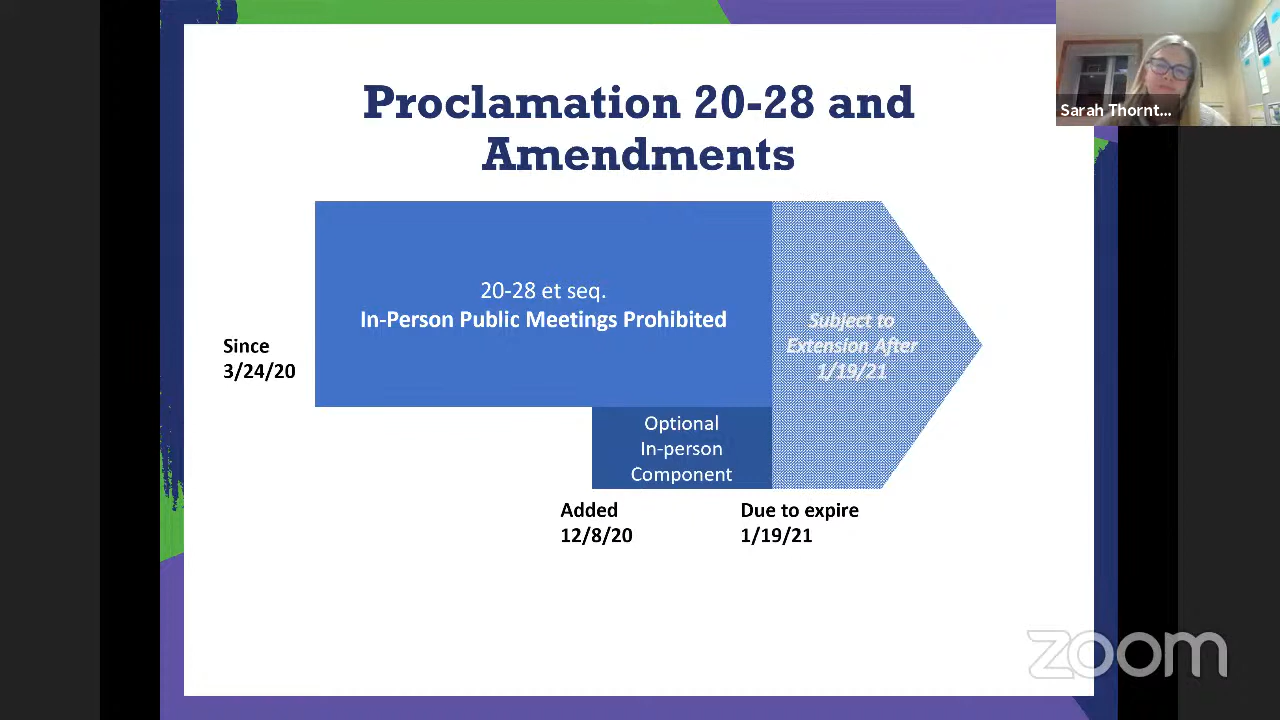 Proclamation 20-28 and
Amendments
Sarah Thornt...
20-28 et seq.
In-Person Public Meetings Prohibited
Since
3/24/20
Subject to
Extension After
1/19/21
Optional
In-person
Component
Added
12/8/20
Due to expire
1/19/21
zoom